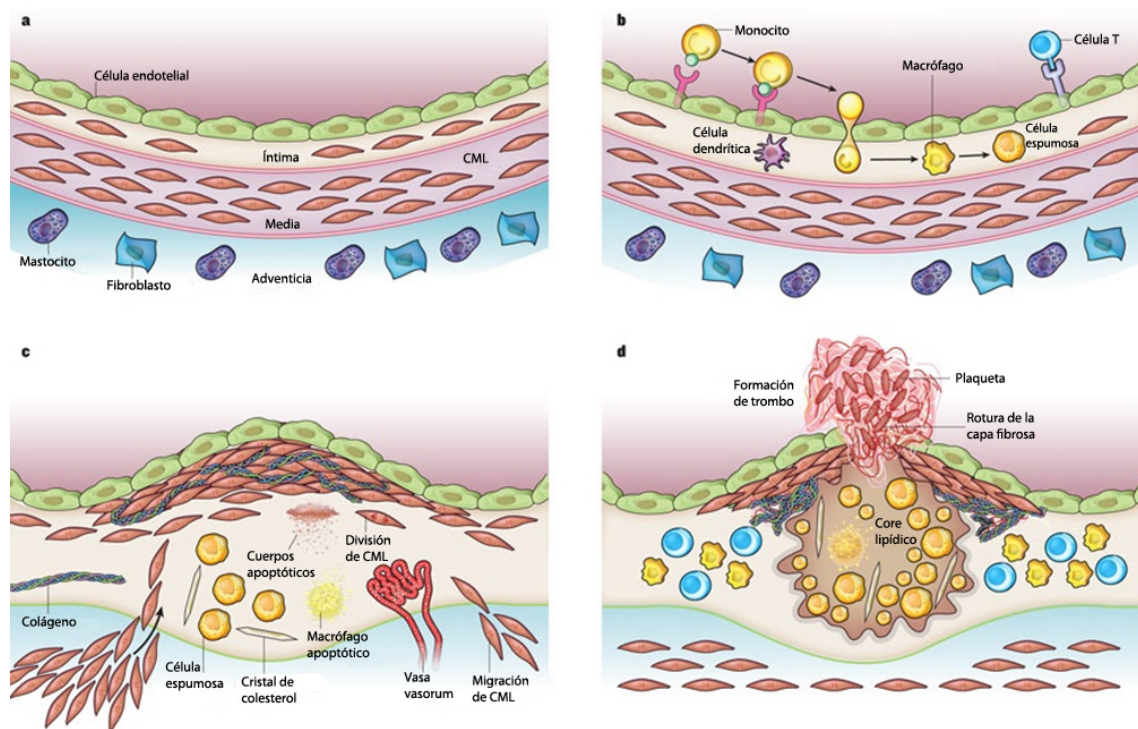 a
Célula endotelial
Íntima
CML
Media
Mastocito
Fibroblasto
Adventicia
b
Monocito
Célula T
Macrófago
Célula
dendrítica
Célula
espumosa
c
Cuerpos
apoptóticos
División
de CML
Colágeno
Célula
espumosa
Cristal de
colesterol
Macrófago
apoptótico
Vasa
vasorum
Migración
de CML
d
Formación
de trombo
Plaqueta
Rotura de la
capa fibrosa
Core
lipídico